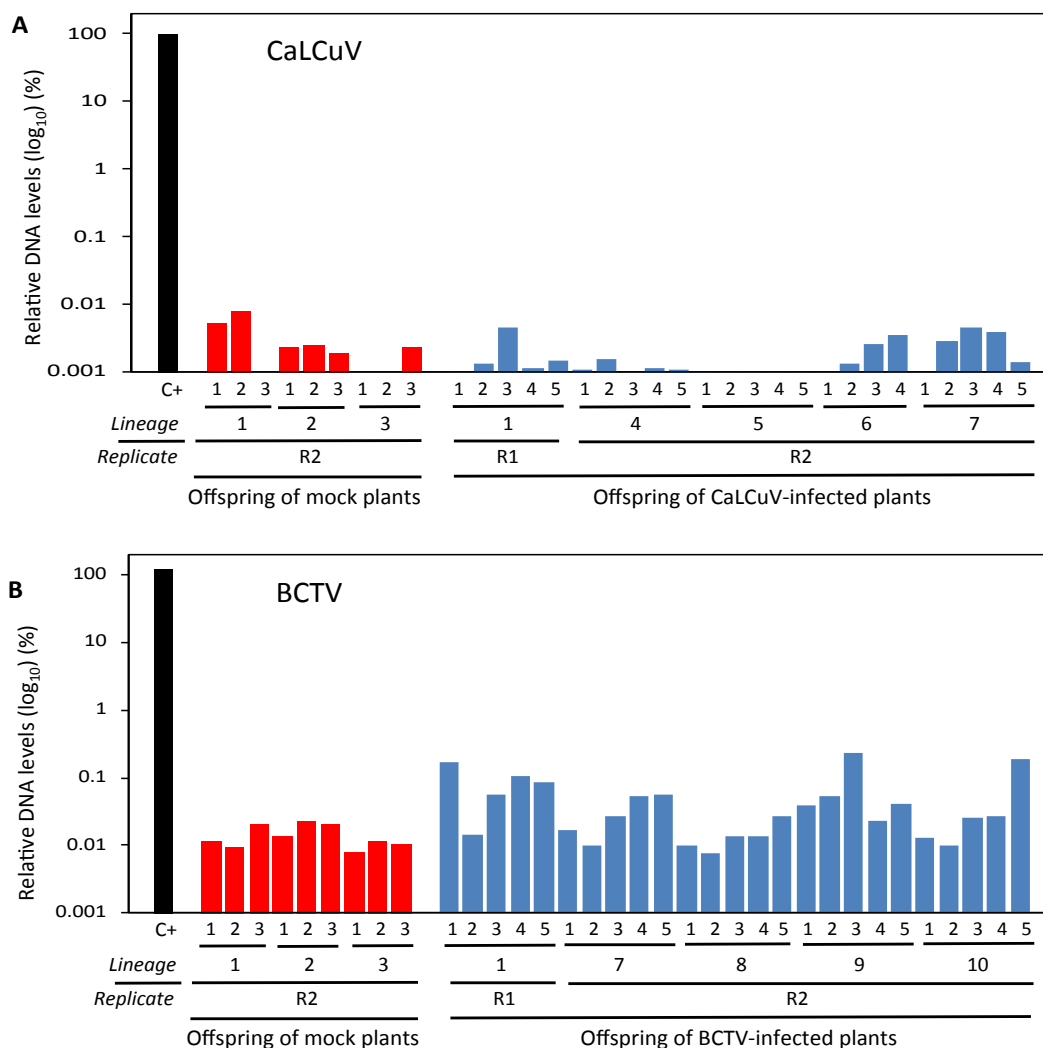 A
CaLCuV
Relative DNA levels (log10) (%)
100
10
1
0.1
0.01
0.001
C+ 1 2 3 1 2 3 1 2 3 1 2 3 4 5 1 2 3 4 5 1 2 3 4 5 1 2 3 4 1 2 3 4 5
Lineage 1 2 3 1 4 5 6 7
Replicate R2 R1 R2
Offspring of mock plants Offspring of CaLCuV-infected plants
B
BCTV
Relative DNA levels (log10) (%)
100
10
1
0.1
0.01
0.001
C+ 1 2 3 1 2 3 1 2 3 1 2 3 4 5 1 2 3 4 5 1 2 3 4 5 1 2 3 4 5 1 2 3 4 5
Lineage 1 2 3 1 7 8 9 10
Replicate R2 R1 R2
Offspring of mock plants Offspring of BCTV-infected plants